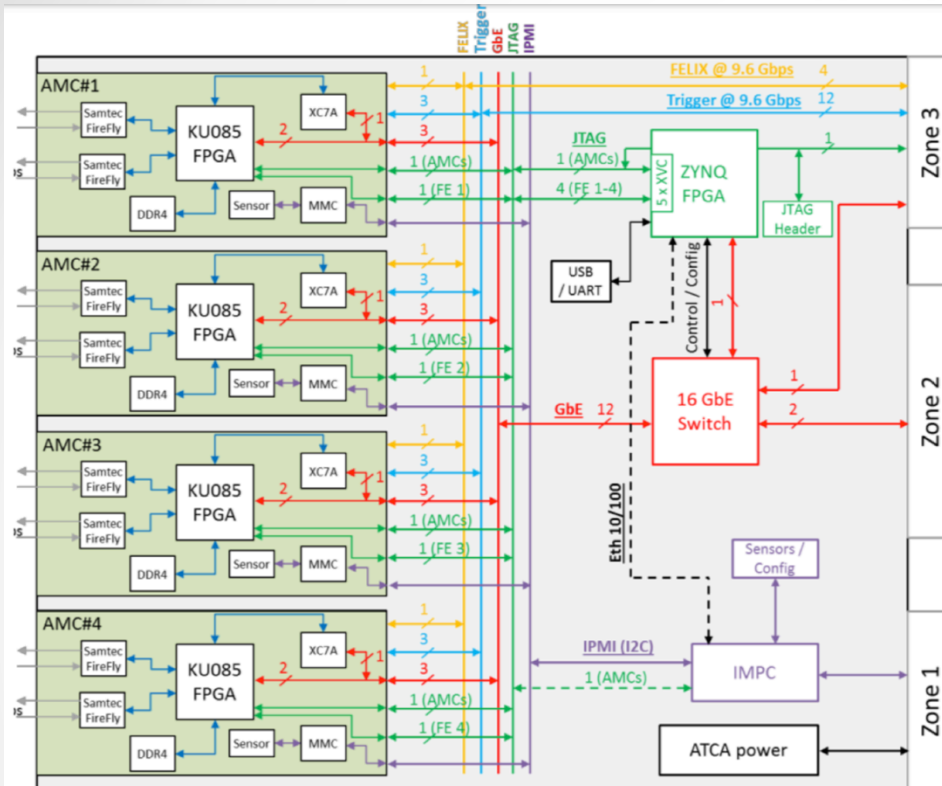 FELIX
Trigger
GbE
JTAG
IPMI
AMC#1
Samtec
FireFly
Samtec
FireFly
KU085
FPGA
XC7A
DDR4
Sensor
MMC
2
1
1
3
3
1 (AMCs)
1 (FE 1)
AMC#2
Samtec
FireFly
Samtec
FireFly
KU085
FPGA
XC7A
DDR4
Sensor
MMC
2
1
1
3
3
1 (AMCs)
1 (FE 2)
AMC#3
Samtec
FireFly
Samtec
FireFly
KU085
FPGA
XC7A
DDR4
Sensor
MMC
2
1
1
3
3
1 (AMCs)
1 (FE 3)
AMC#4
Samtec
FireFly
Samtec
FireFly
KU085
FPGA
XC7A
DDR4
Sensor
MMC
2
1
1
3
3
1 (AMCs)
1 (FE 4)
FELIX @ 9.6 Gbps
4
Trigger @ 9.6 Gbps
12
JTAG
1 (AMCs)
4 (FE 1-4)
5 x XVC
ZYNQ
FPGA
1
JTAG
Header
USB
/ UART
Control / Config
1
GbE
12
16 GbE
Switch
1
2
Eth 10/100
Sensors /
Config
IPMI (I2C)
1 (AMCs)
IMPC
ATCA power
Zone 3
Zone 2
Zone 1